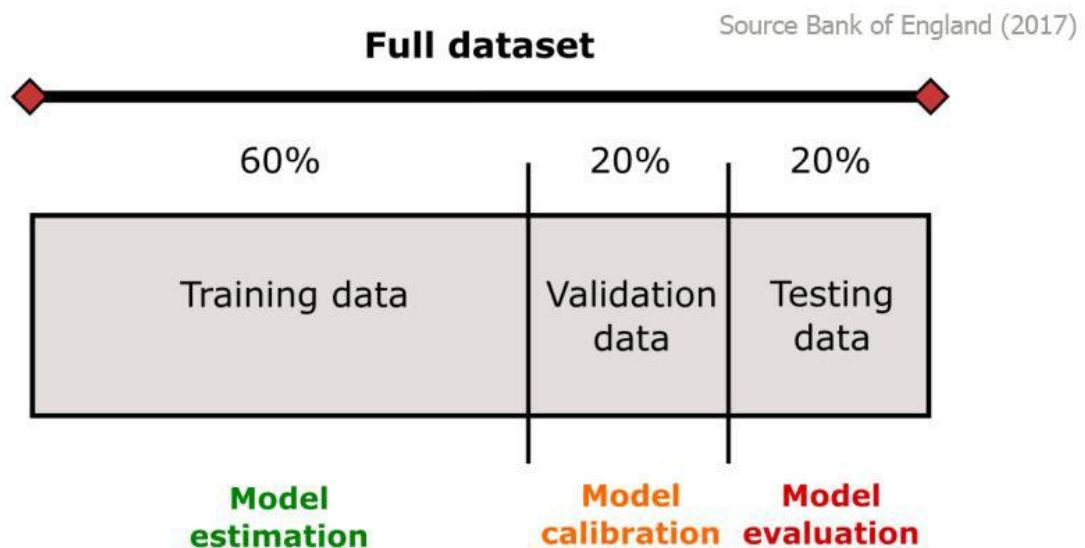 Source Bank of England (2017)
Full dataset
60% 20% 20%
Training data
Validation
data
Testing
data
Model
estimation
Model
calibration
Model
evaluation